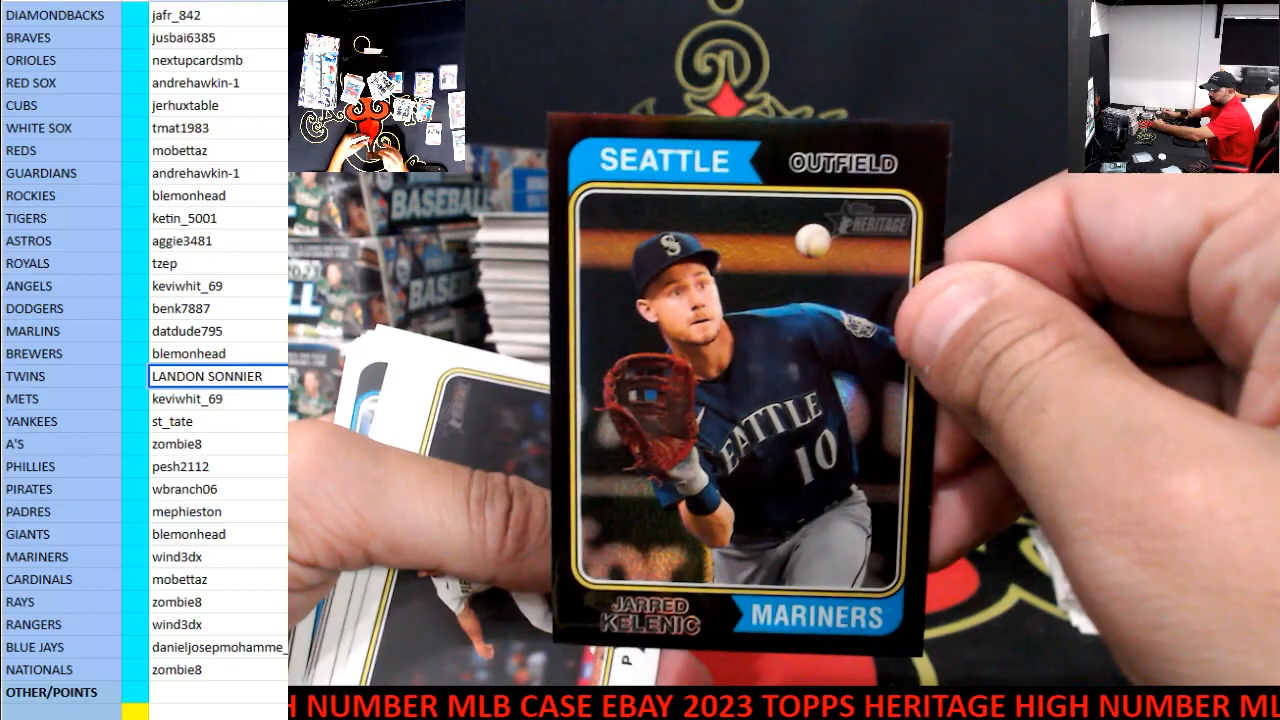 DIAMONDBACKS jafr_842
BRAVES jusbai6385
ORIOLES nextupcardsmb
RED SOX andrehawkin-1
CUBS jerhuxtable
WHITE SOX tmat1983
REDS mobettaz
GUARDIANS andrehawkin-1
ROCKIES blemonhead
TIGERS ketin_5001
ASTROS aggie3481
ROYALS tzep
ANGELS keviwhit_69
DODGERS benk7887
MARLINS datdude795
BREWERS blemonhead
TWINS LANDON SONNIER
METS keviwhit_69
YANKEES st_tate
A'S zombie8
PHILLIES pesh2112
PIRATES wbranch06
PADRES mephieston
GIANTS blemonhead
MARINERS wind3dx
CARDINALS mobettaz
RAYS zombie8
RANGERS wind3dx
BLUE JAYS danieljosepmohamme_
NATIONALS zombie8
OTHER/POINTS
BASEBALL
SEATTLE OUTFIELD
HERITAGE
S
SEATTLE
10
JARRED
KELENIC
MARINERS
H NUMBER MLB CASE EBAY 2023 TOPPS HERITAGE HIGH NUMBER ML